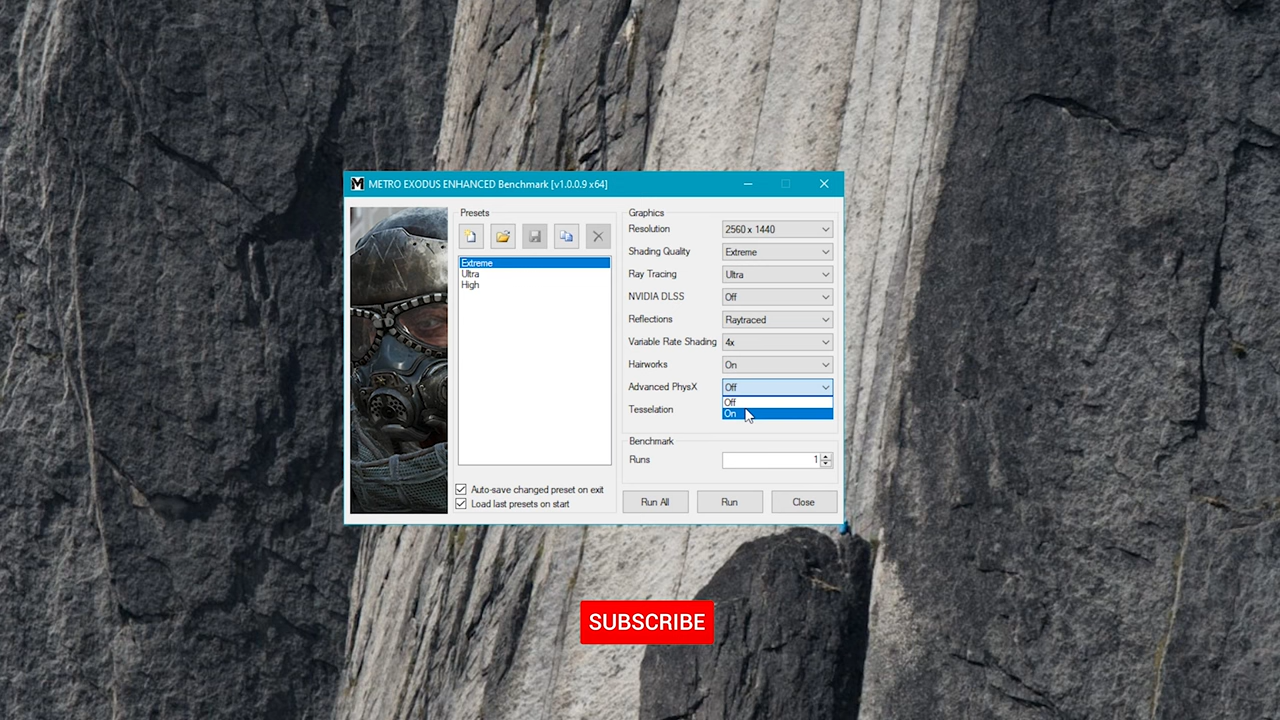 METRO EXODUS ENHANCED Benchmark [v1.0.0.9 x64]
Presets
Extreme
Ultra
High
Auto-save changed preset on exit
Load last presets on start
Graphics
Resolution 2560 x 1440
Shading Quality Extreme
Ray Tracing Ultra
NVIDIA DLSS Off
Reflections Raytraced
Variable Rate Shading 4x
Hairworks On
Advanced PhysX Off
Off
On
Tesselation
Benchmark
Runs 1
Run All Run Close
SUBSCRIBE